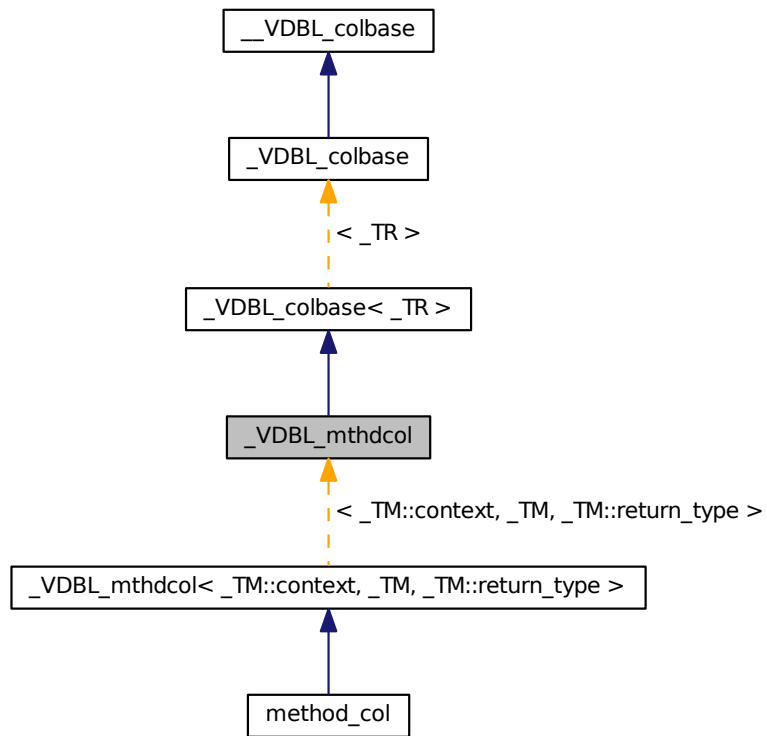 __VDBL_colbase
_VDBL_colbase
< _TR >
_VDBL_colbase< _TR >
_VDBL_mthdcol
< _TM::context, _TM, _TM::return_type >
_VDBL_mthdcol< _TM::context, _TM, _TM::return_type >
method_col